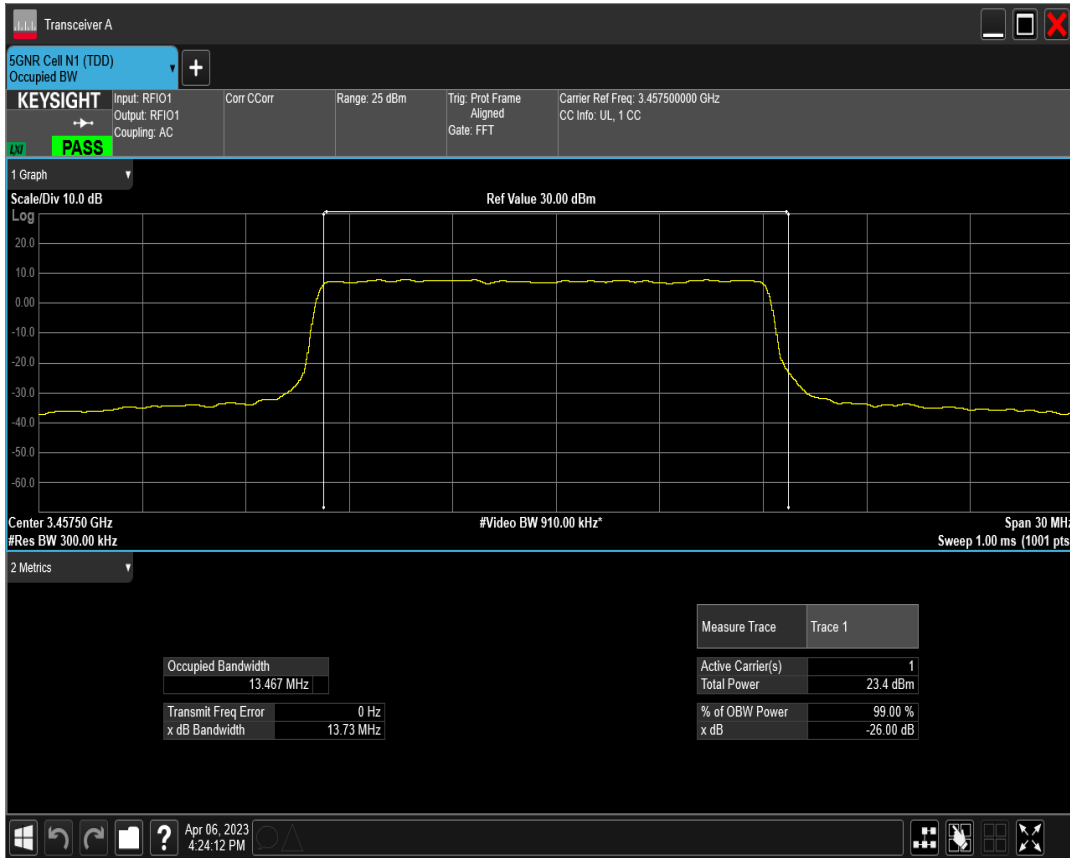 Transceiver A
5GNR Cell N1 (TDD)
Occupied BW
+
KEYSIGHT
LXI
PASS
Input: RFIO1
Output: RFIO1
Coupling: AC
Corr CCorr
Range: 25 dBm
Trig: Prot Frame
Aligned
Gate: FFT
Carrier Ref Freq: 3.457500000 GHz
CC Info: UL, 1 CC
1 Graph
Scale/Div 10.0 dB
Ref Value 30.00 dBm
Log
20.0
10.0
0.00
-10.0
-20.0
-30.0
-40.0
-50.0
-60.0
Center 3.45750 GHz
#Video BW 910.00 kHz*
Span 30 MHz
#Res BW 300.00 kHz
Sweep 1.00 ms (1001 pts
2 Metrics
Measure Trace Trace 1
Occupied Bandwidth
13.467 MHz
Transmit Freq Error 0 Hz
x dB Bandwidth 13.73 MHz
Active Carrier(s) 1
Total Power 23.4 dBm
% of OBW Power 99.00 %
x dB -26.00 dB
?
Apr 06, 2023
4:24:12 PM